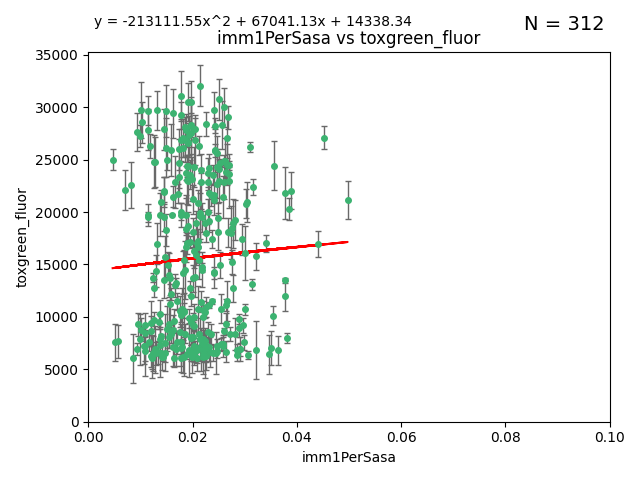 y = -213111.55x^2 + 67041.13x + 14338.34
N = 312
imm1PerSasa vs toxgreen_fluor
35000
30000
25000
20000
15000
10000
5000
0
toxgreen_fluor
0.00 0.02 0.04 0.06 0.08 0.10
imm1PerSasa